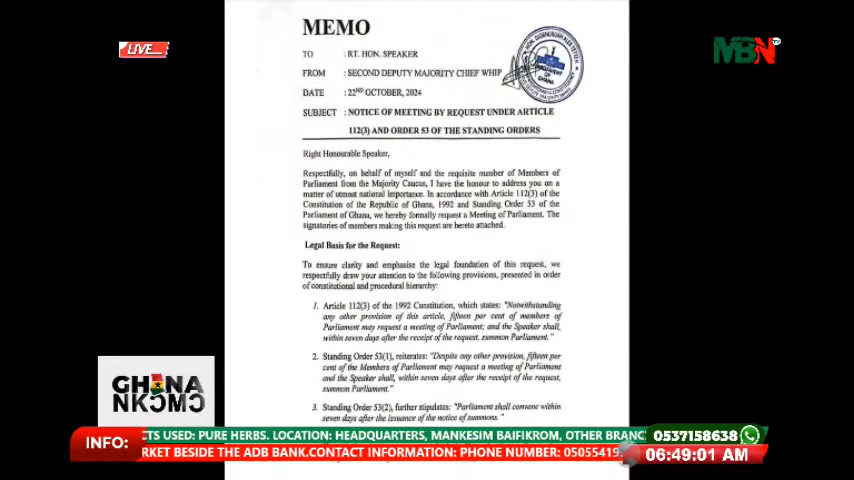 MEMO
TO : RT. HON. SPEAKER
FROM : SECOND DEPUTY MAJORITY CHIEF WHIP
DATE : 22ND OCTOBER, 2024
SUBJECT : NOTICE OF MEETING BY REQUEST UNDER ARTICLE
112(3) AND ORDER 53 OF THE STANDING ORDERS
Right Honourable Speaker,
Respectfully, on behalf of myself and the requisite number of Members of
Parliament from the Majority Caucus, I have the honour to address you on a
matter of utmost national importance. In accordance with Article 112(3) of the
Constitution of the Republic of Ghana, 1992 and Standing Order 53 of the
Parliament of Ghana, we hereby formally request a Meeting of Parliament. The
signatories of members making this request are hereto attached.
Legal Basis for the Request:
To ensure clarity and emphasise the legal foundation of this request, we
respectfully draw your attention to the following provisions, presented in order
of constitutional and procedural hierarchy:
1. Article 112(3) of the 1992 Constitution, which states: "Notwithstanding
any other provision of this article, fifteen per cent of members of
Parliament may request a meeting of Parliament; and the Speaker shall,
within seven days after the receipt of the request, summon Parliament."
2. Standing Order 53(1), reiterates: "Despite any other provision, fifteen per
cent of the Members of Parliament may request a meeting of Parliament
and the Speaker shall, within seven days after the receipt of the request,
summon Parliament."
3. Standing Order 53(2), further stipulates: "Parliament shall convene within
seven days after the issuance of the notice of summons."
LIVE
MBN
TV
PARLIAMENT
OF
GHANA
GHANA
NKOMO
INFO:
CTS USED: PURE HERBS. LOCATION: HEADQUARTERS, MANKESIM BAIFIKROM, OTHER BRANC
RKET BESIDE THE ADB BANK.CONTACT INFORMATION: PHONE NUMBER: 05055419
0537158638
06:49:01 AM